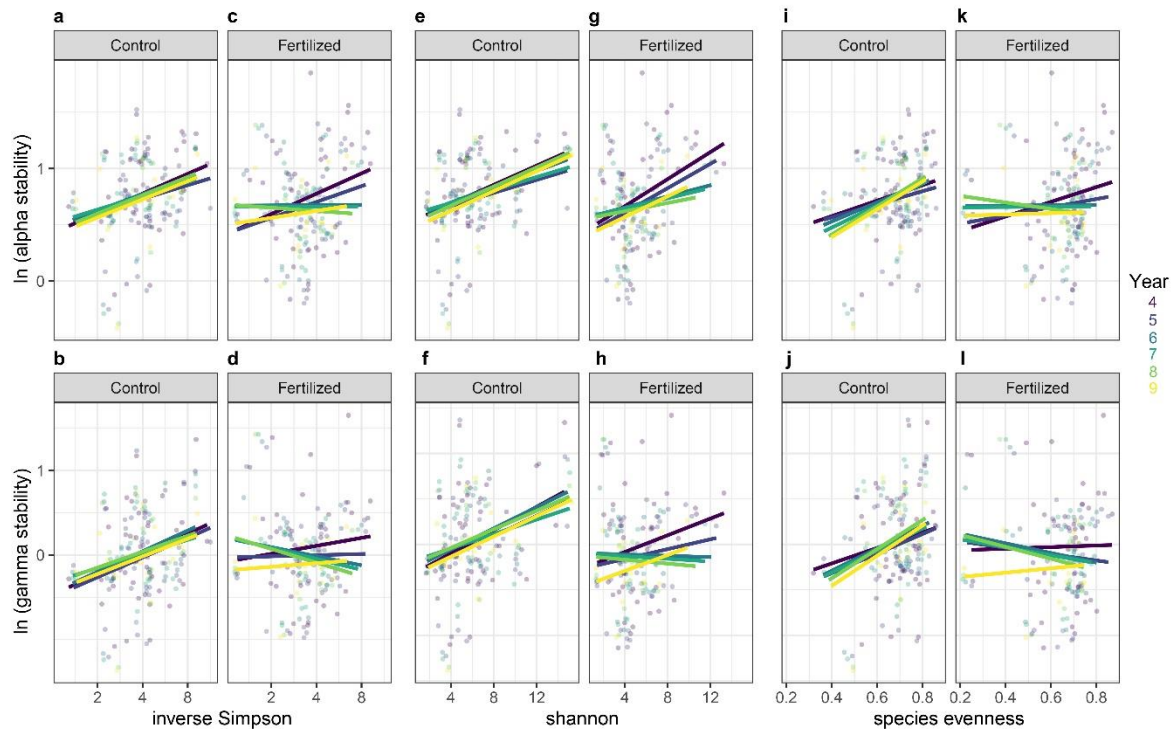 a c e g i k
Control Fertilized Control Fertilized Control Fertilized
ln (alpha stability)
1
0
Year
4
5
6
7
8
9
b d f h j l
Control Fertilized Control Fertilized Control Fertilized
ln (gamma stability)
1
0
2 4 8 2 4 8 4 8 12 4 8 12 0.2 0.4 0.6 0.8 0.2 0.4 0.6 0.8
inverse Simpson shannon species evenness